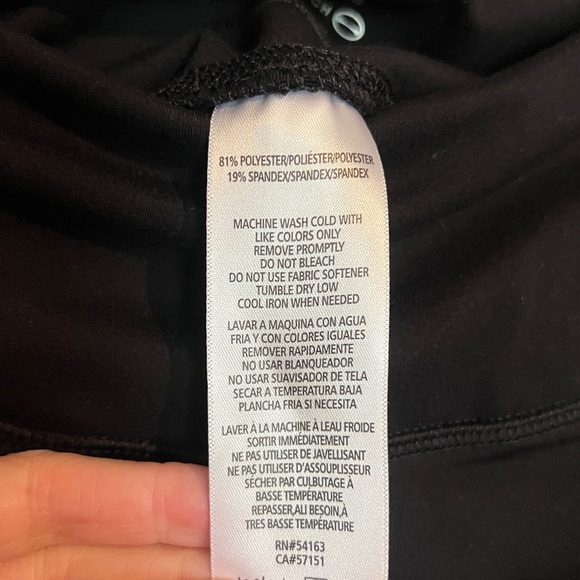 81% POLYESTER/POLIÉSTER/POLYESTER
19% SPANDEX/SPANDEX/SPANDEX
MACHINE WASH COLD WITH
LIKE COLORS ONLY
REMOVE PROMPTLY
DO NOT BLEACH
DO NOT USE FABRIC SOFTENER
TUMBLE DRY LOW
COOL IRON WHEN NEEDED
LAVAR A MAQUINA CON AGUA
FRIA Y CON COLORES IGUALES
REMOVER RAPIDAMENTE
NO USAR BLANQUEADOR
NO USAR SUAVISADOR DE TELA
SECAR A TEMPERATURA BAJA
PLANCHA FRIA SI NECESITA
LAVER À LA MACHINE À LEAU FROIDE
SORTIR IMMÉDIATEMENT
NE PAS UTILISER DE JAVELLISANT
NE PAS UTILISER D'ASSOUPLISSEUR
SÉCHER PAR CULBUTAGE À
BASSE TEMPÉRATURE
REPASSER,ALI BESOIN,À
TRES BASSE TEMPÉRATURE
RN#54163
CA#57151